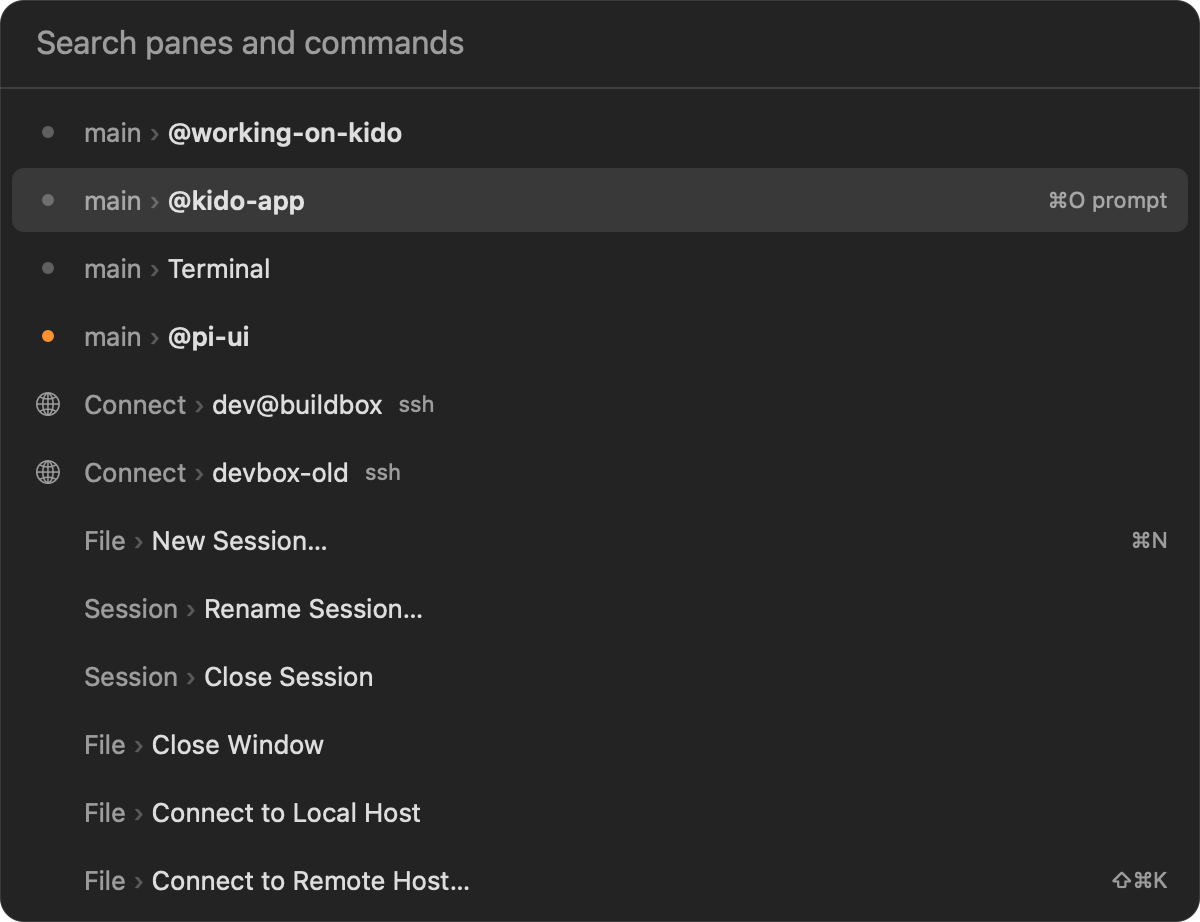 Search panes and commands
main › @working-on-kido
main › @kido-app ⌘O prompt
main › Terminal
main › @pi-ui
Connect › dev@buildbox ssh
Connect › devbox-old ssh
File › New Session... ⌘N
Session › Rename Session...
Session › Close Session
File › Close Window
File › Connect to Local Host
File › Connect to Remote Host... ⇧⌘K